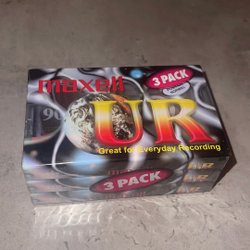 maxell
3 PACK
90
UR
Great for Everyday Recording
3 PACK